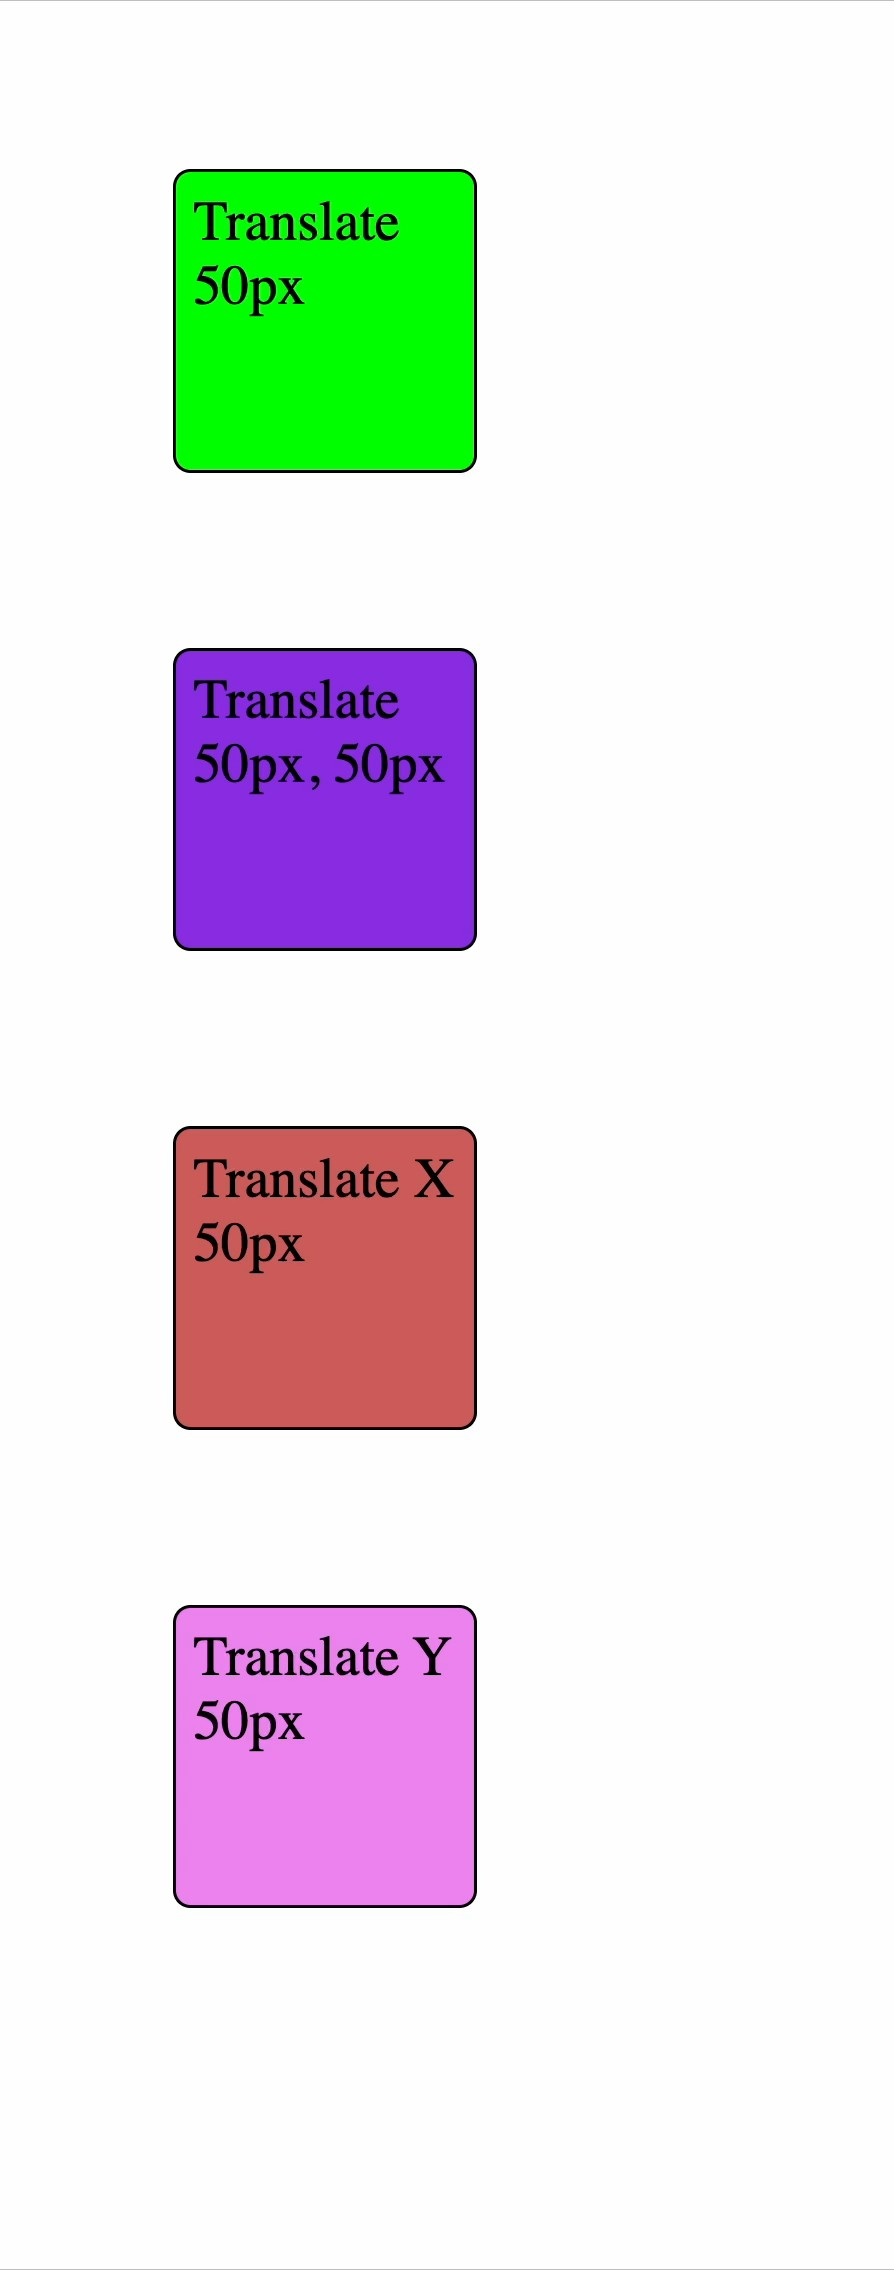 Translate
50px
Translate
50px, 50px
Translate X
50px
Translate Y
50px